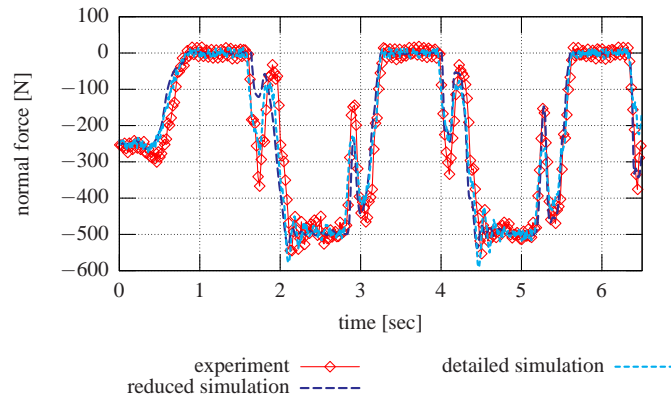 100
0
−100
−200
−300
−400
−500
−600
normal force [N]
0 1 2 3 4 5 6
time [sec]
experiment
reduced simulation
detailed simulation